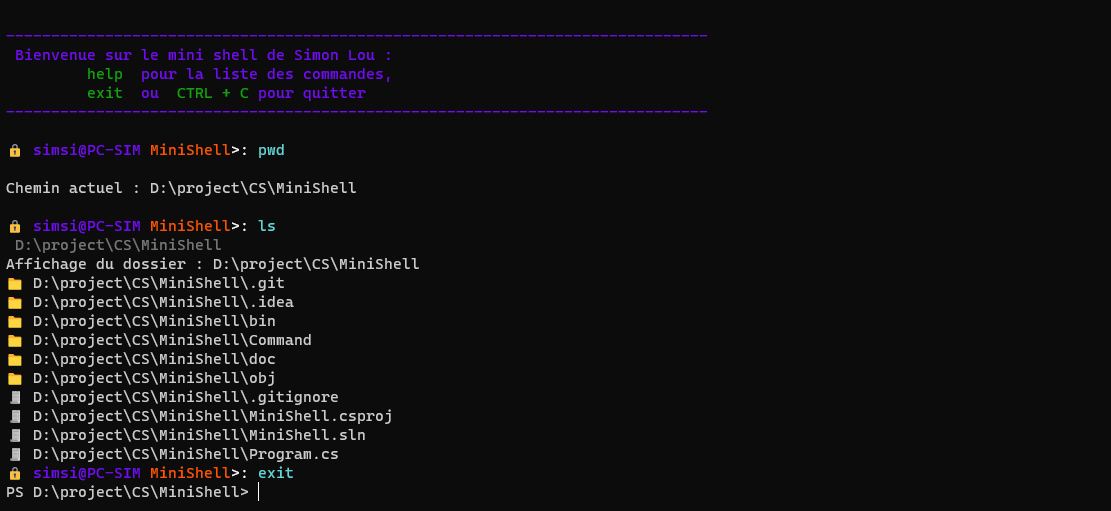 --------------------------------------------------------------------------------
Bienvenue sur le mini shell de Simon Lou :
help pour la liste des commandes,
exit ou CTRL + C pour quitter
--------------------------------------------------------------------------------
🔒 simsi@PC-SIM MiniShell>: pwd
Chemin actuel : D:\project\CS\MiniShell
🔒 simsi@PC-SIM MiniShell>: ls
D:\project\CS\MiniShell
Affichage du dossier : D:\project\CS\MiniShell
📁 D:\project\CS\MiniShell\.git
📁 D:\project\CS\MiniShell\.idea
📁 D:\project\CS\MiniShell\bin
📁 D:\project\CS\MiniShell\Command
📁 D:\project\CS\MiniShell\doc
📁 D:\project\CS\MiniShell\obj
📜 D:\project\CS\MiniShell\.gitignore
📜 D:\project\CS\MiniShell\MiniShell.csproj
📜 D:\project\CS\MiniShell\MiniShell.sln
📜 D:\project\CS\MiniShell\Program.cs
🔒 simsi@PC-SIM MiniShell>: exit
PS D:\project\CS\MiniShell>